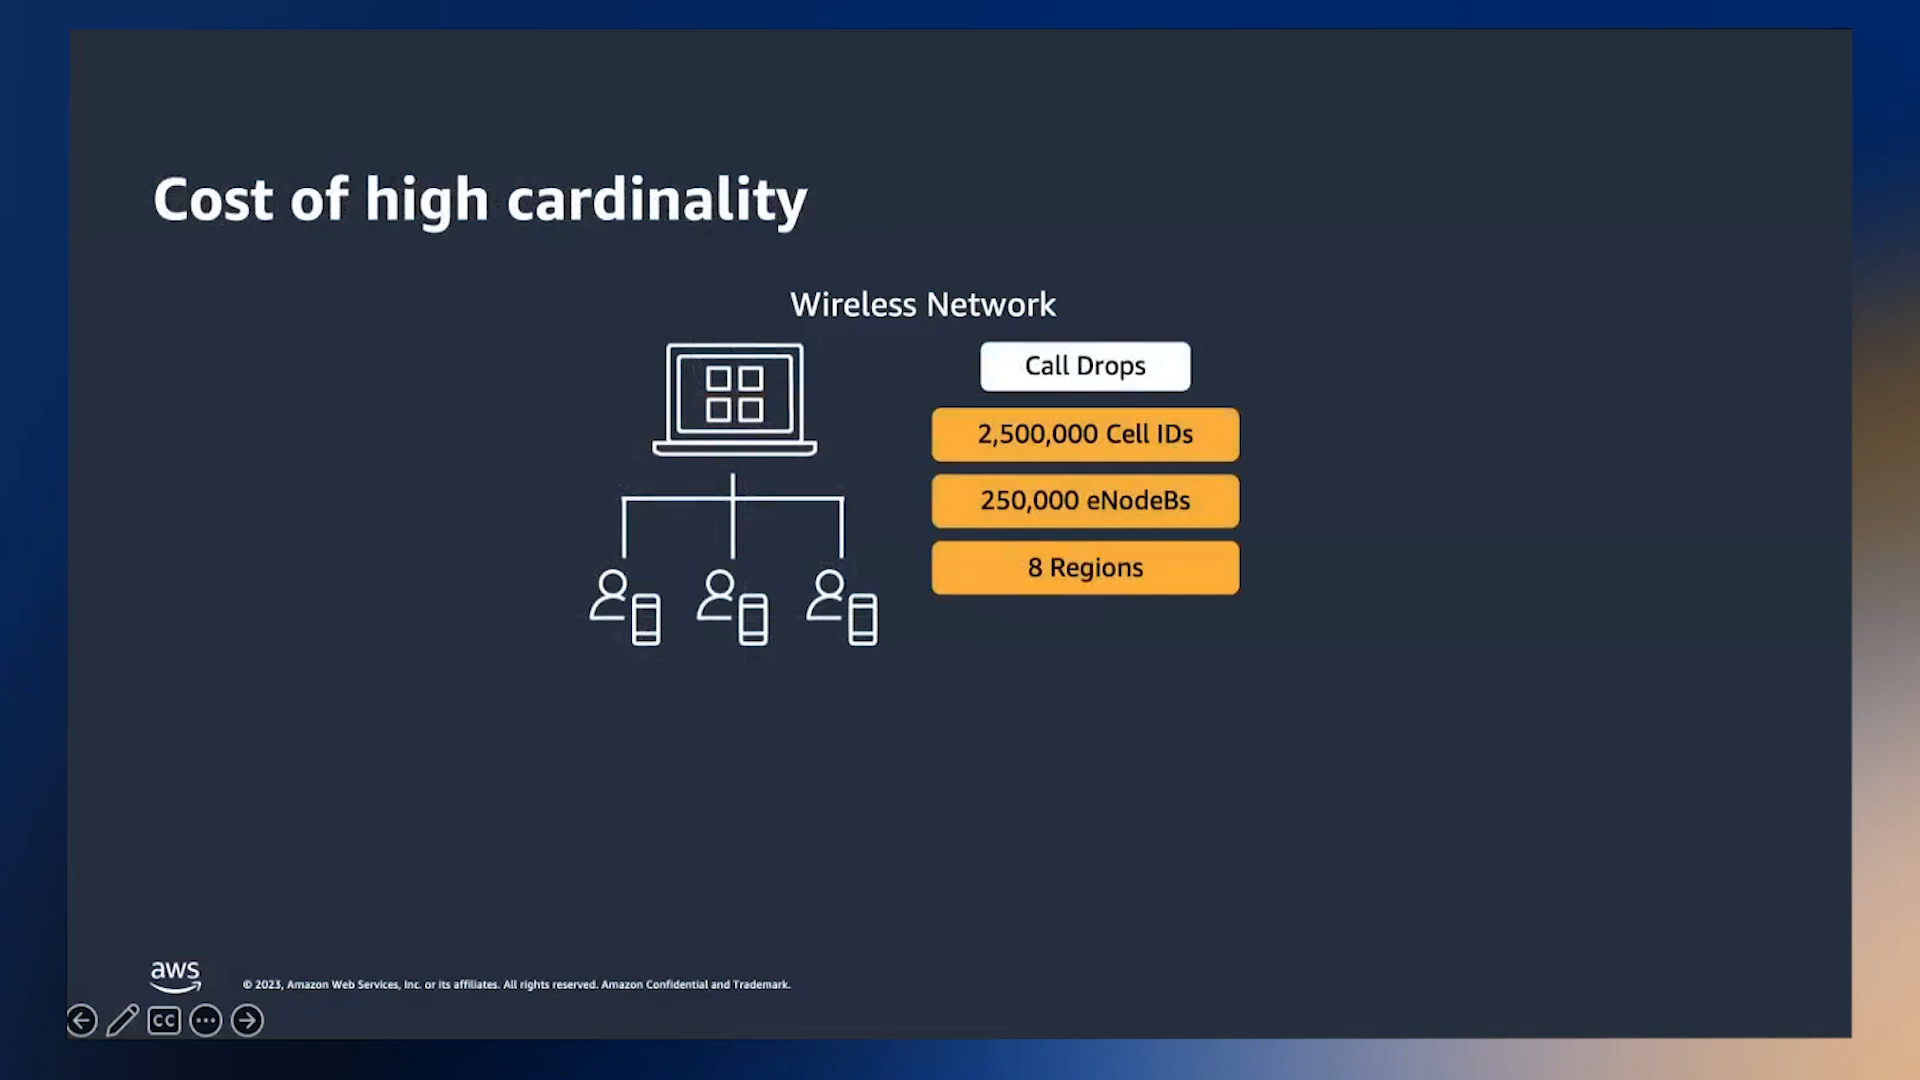 Cost of high cardinality
Wireless Network
Call Drops
2,500,000 Cell IDs
250,000 eNodeBs
8 Regions
aws
© 2023, Amazon Web Services, Inc. or its affiliates. All rights reserved. Amazon Confidential and Trademark.
CC